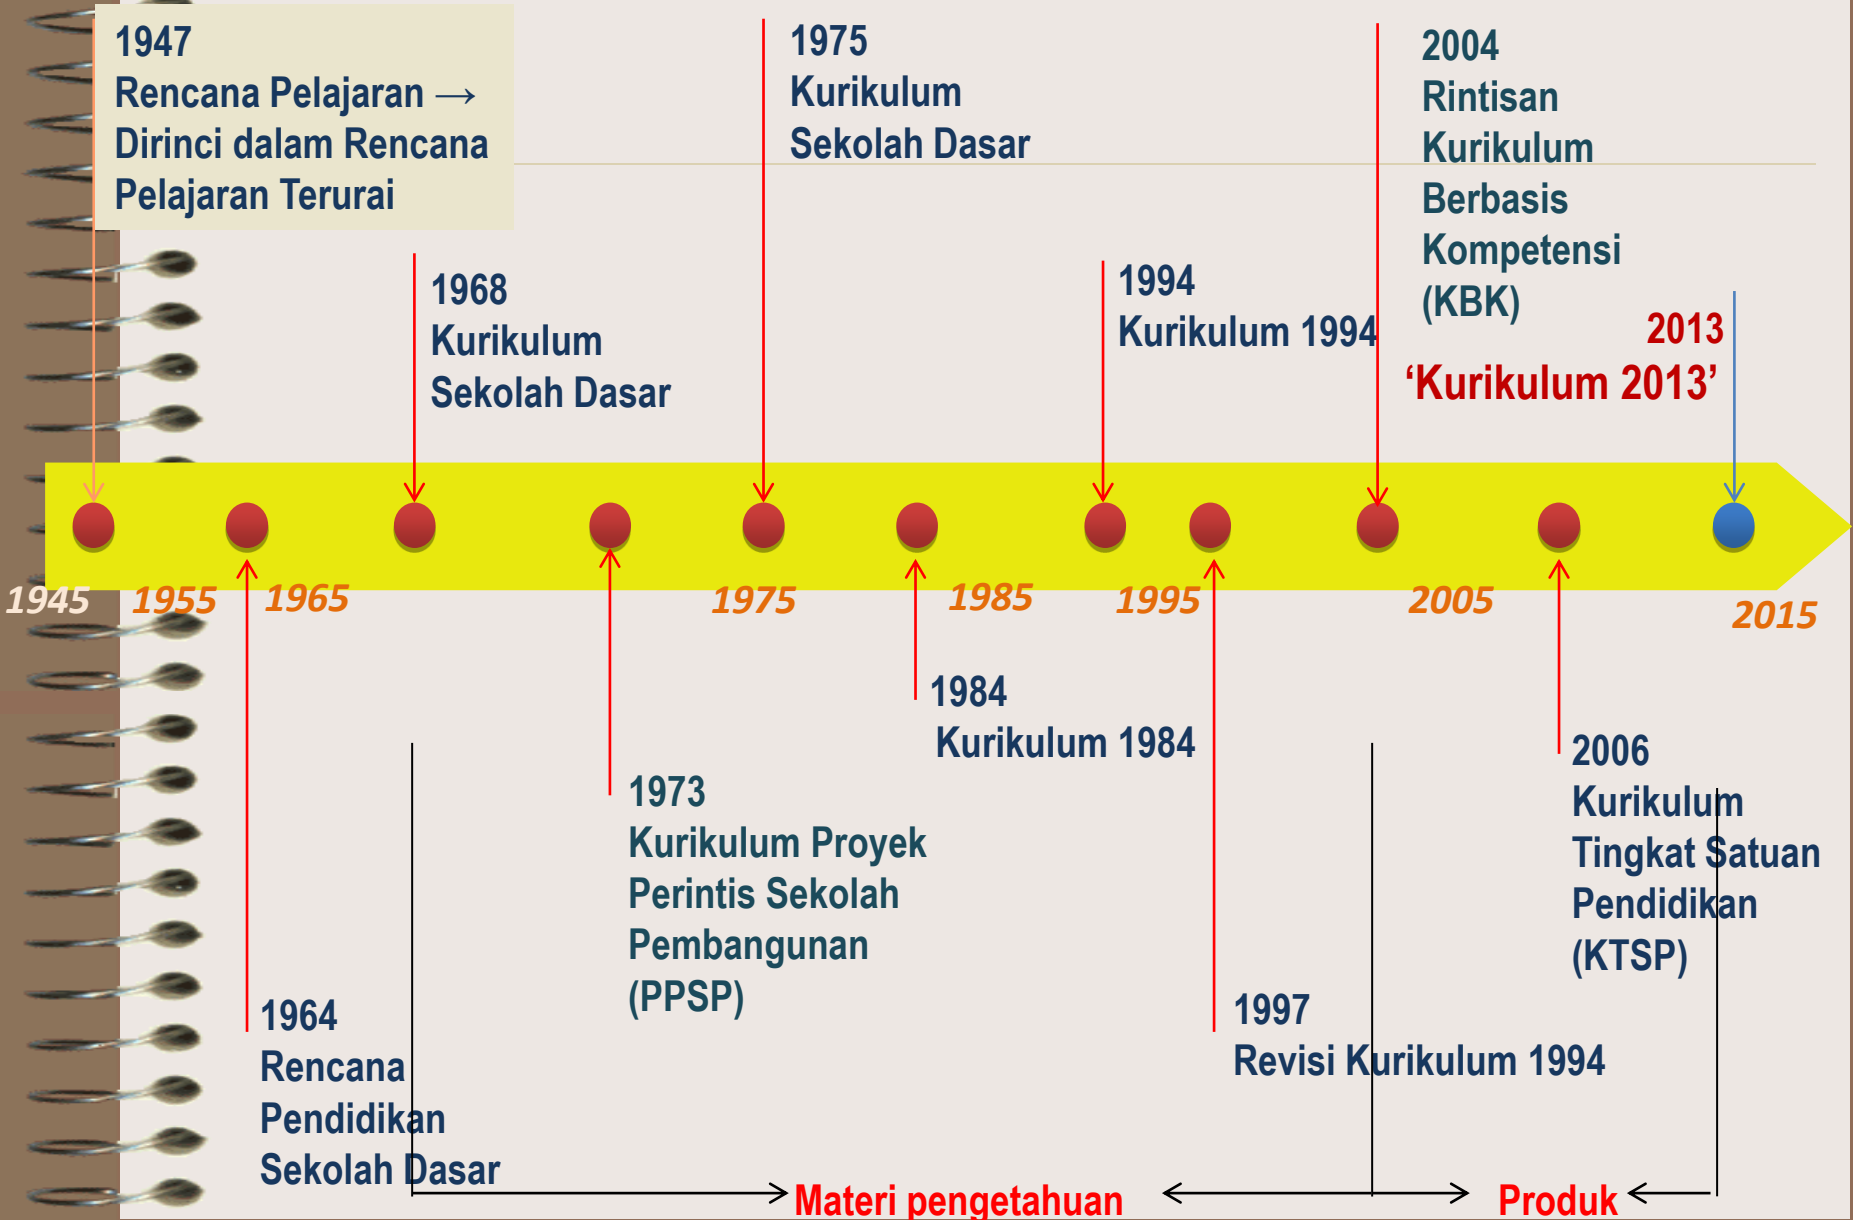 1947
Rencana Pelajaran →
Dirinci dalam Rencana
Pelajaran Terurai
1975
Kurikulum
Sekolah Dasar
2004
Rintisan
Kurikulum
Berbasis
Kompetensi
(KBK)
1968
Kurikulum
Sekolah Dasar
1994
Kurikulum 1994
2013
‘Kurikulum 2013’
1945
1955
1965
1975
1985
1995
2005
2015
1964
Rencana
Pendidikan
Sekolah Dasar
1973
Kurikulum Proyek
Perintis Sekolah
Pembangunan
(PPSP)
1984
Kurikulum 1984
1997
Revisi Kurikulum 1994
2006
Kurikulum
Tingkat Satuan
Pendidikan
(KTSP)
Materi pengetahuan
Produk